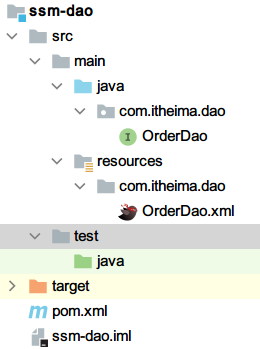 ssm-dao
src
main
java
com.itheima.dao
OrderDao
resources
com.itheima.dao
OrderDao.xml
test
java
target
pom.xml
ssm-dao.iml